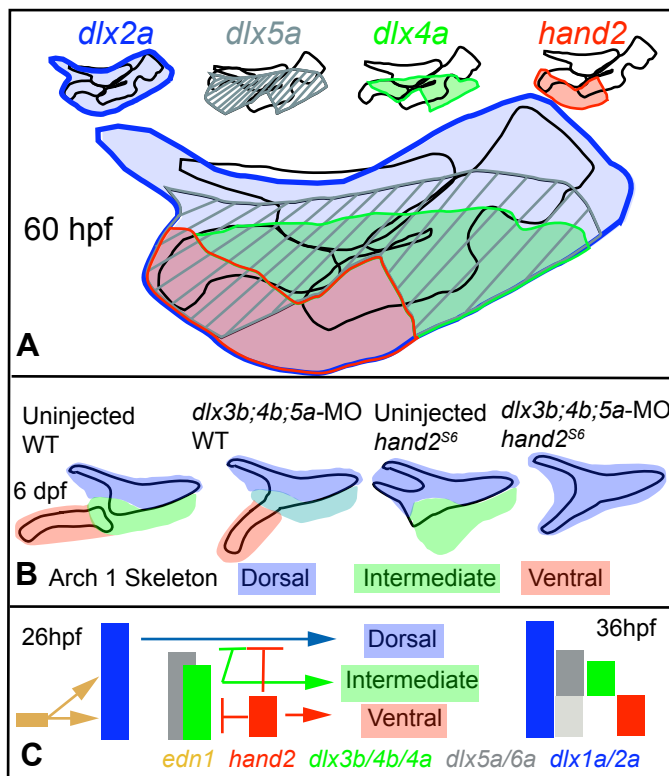 dlx2a dlx5a dlx4a hand2
60 hpf
A
Uninjected WT
dlx3b;4b;5a-MO WT
Uninjected hand2S6
dlx3b;4b;5a-MO hand2S6
6 dpf
B Arch 1 Skeleton Dorsal Intermediate Ventral
26hpf Dorsal 36hpf
Intermediate
Ventral
C edn1 hand2 dlx3b/4b/4a dlx5a/6a dlx1a/2a